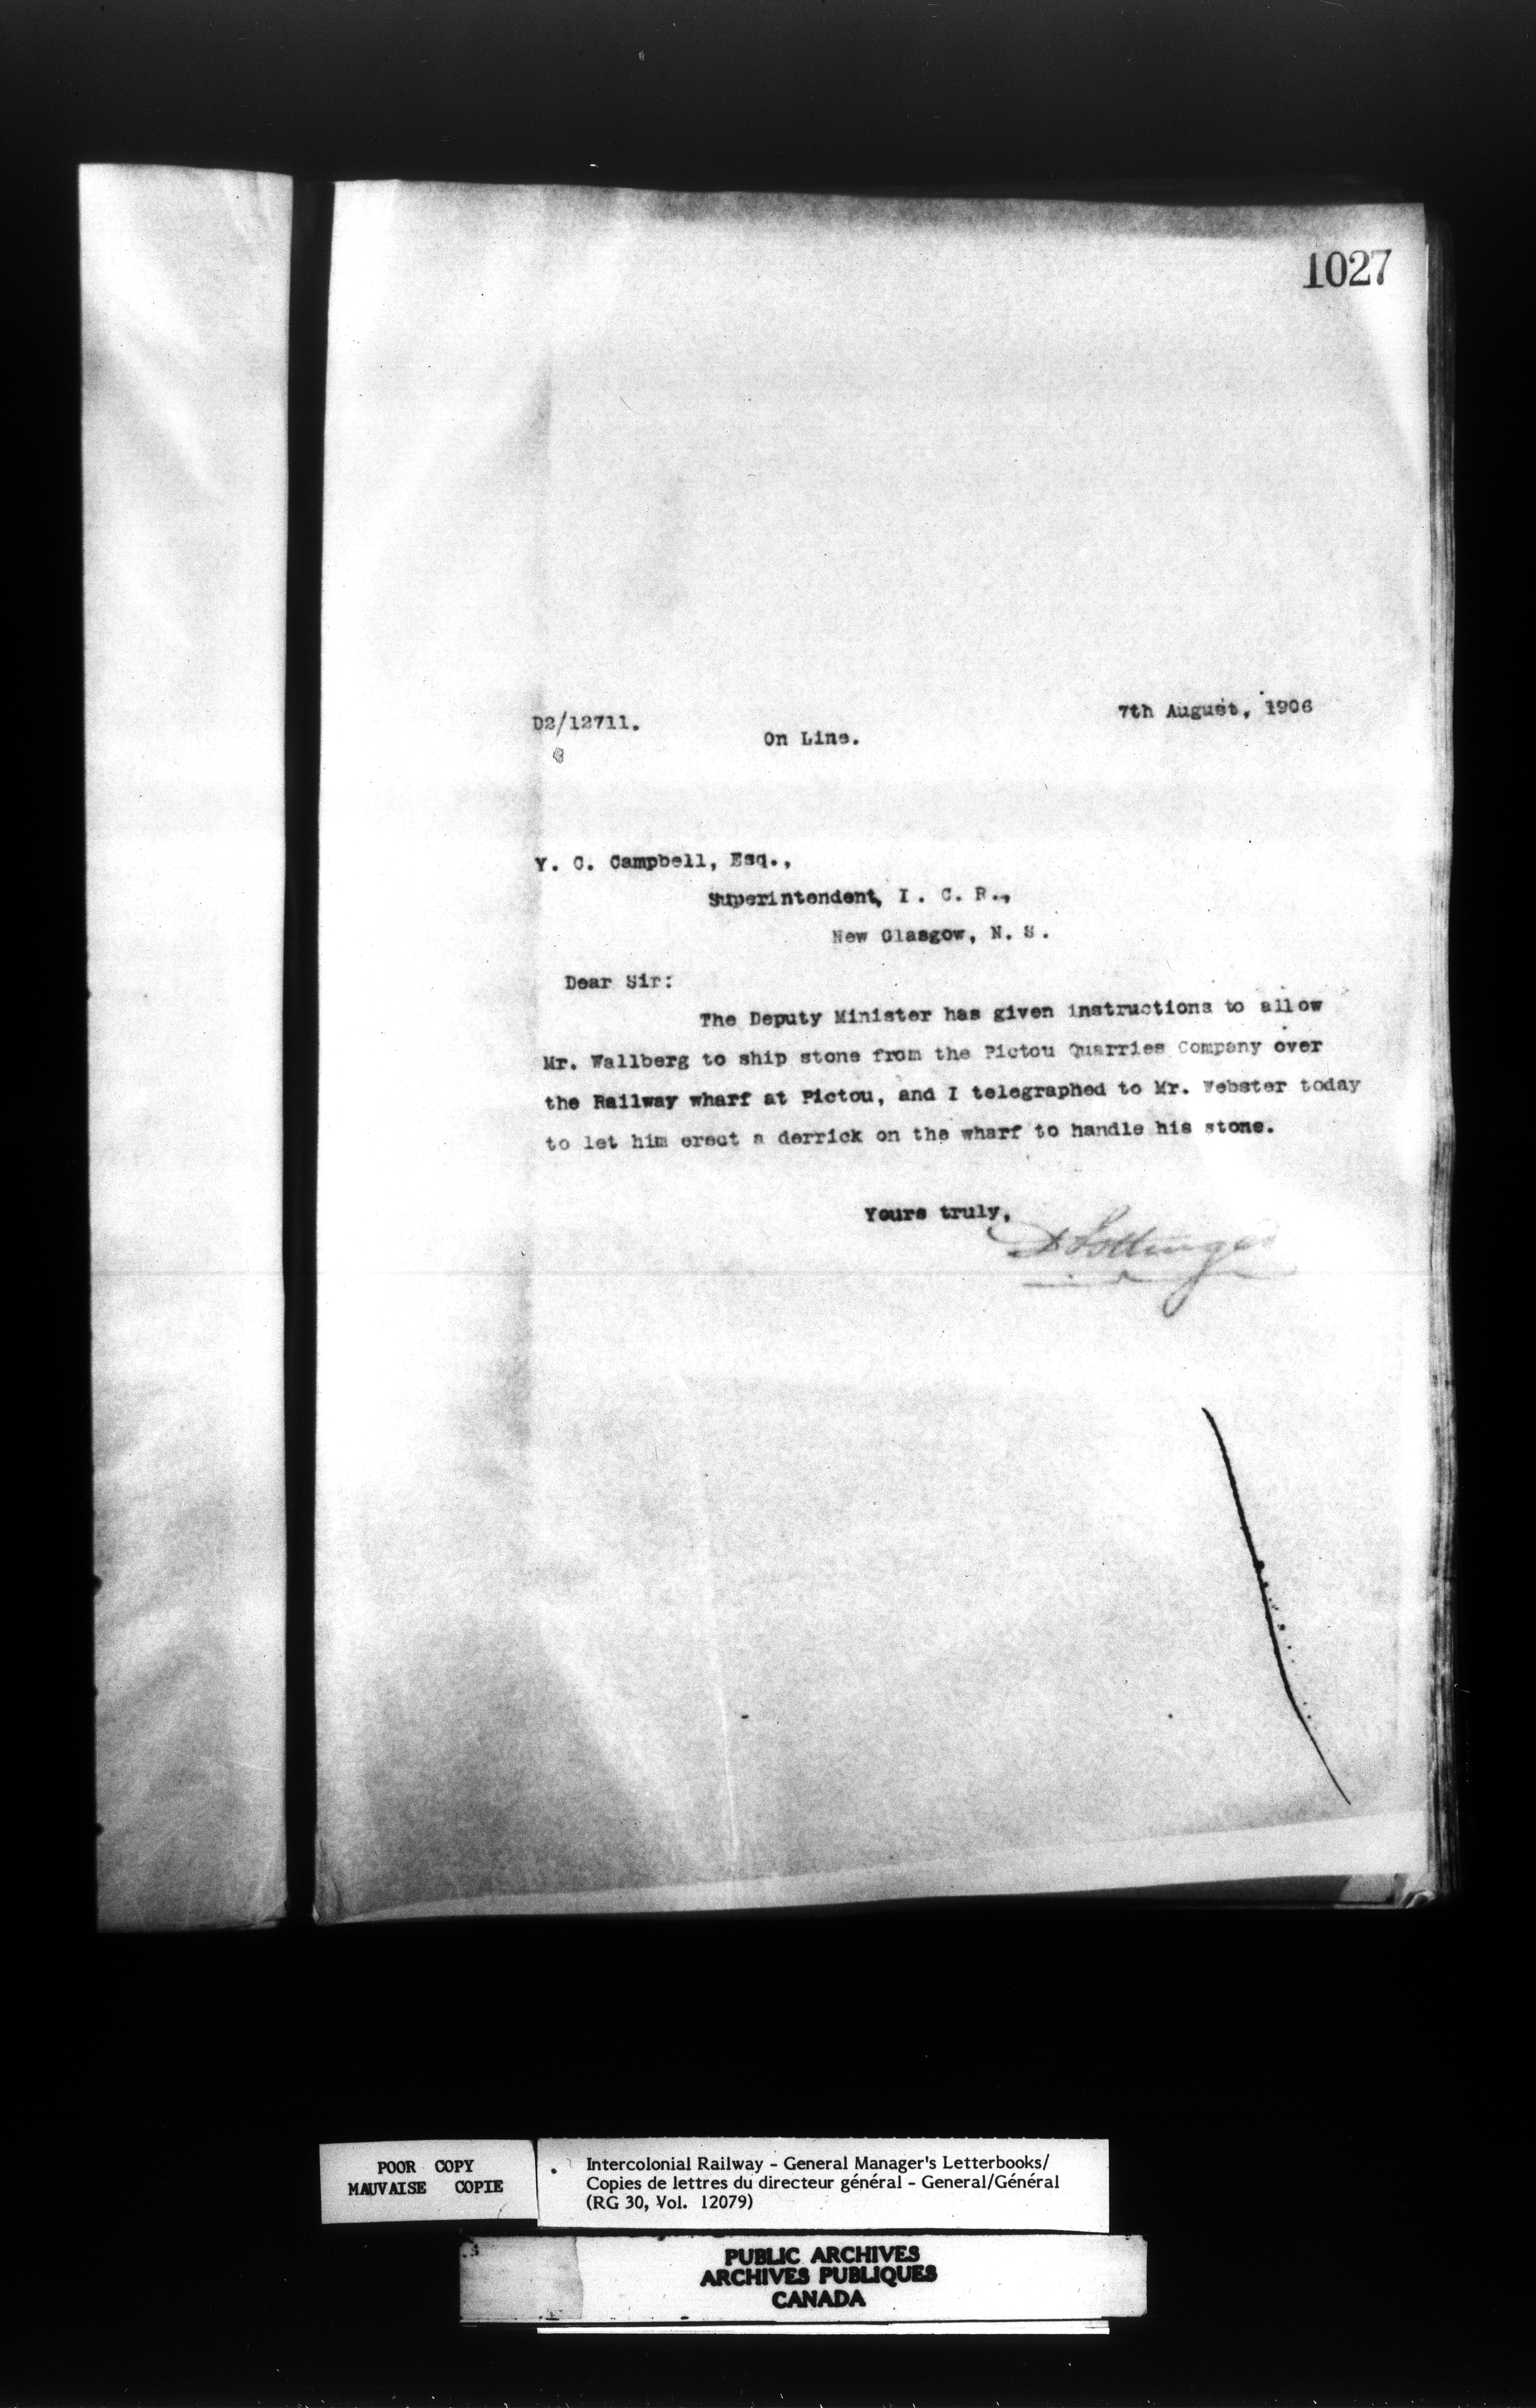 1027
D2/12711.
7th August, 1906
On Line.
Y. C. Campbell, Esq.,
Superintendent, I. C. R.,
New Glasgow, N. S.
Dear Sir:
The Deputy Minister has given instructions to allow
Mr. Wallberg to ship stone from the Pictou Quarries Company over
the Railway wharf at Pictou, and I telegraphed to Mr. Webster today
to let him erect a derrick on the wharf to handle his stone.
Yours truly,
D Pottinger
POOR COPY
MAUVAISE COPIE
Intercolonial Railway - General Manager's Letterbooks/
Copies de lettres du directeur général - General/Général
(RG 30, Vol. 12079)
PUBLIC ARCHIVES
ARCHIVES PUBLIQUES
CANADA